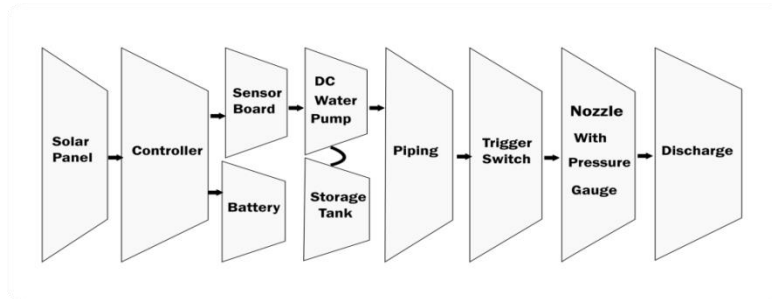 Solar
Panel
Controller
Sensor
Board
Battery
DC
Water
Pump
Storage
Tank
Piping
Trigger
Switch
Nozzle
With
Pressure
Gauge
Discharge